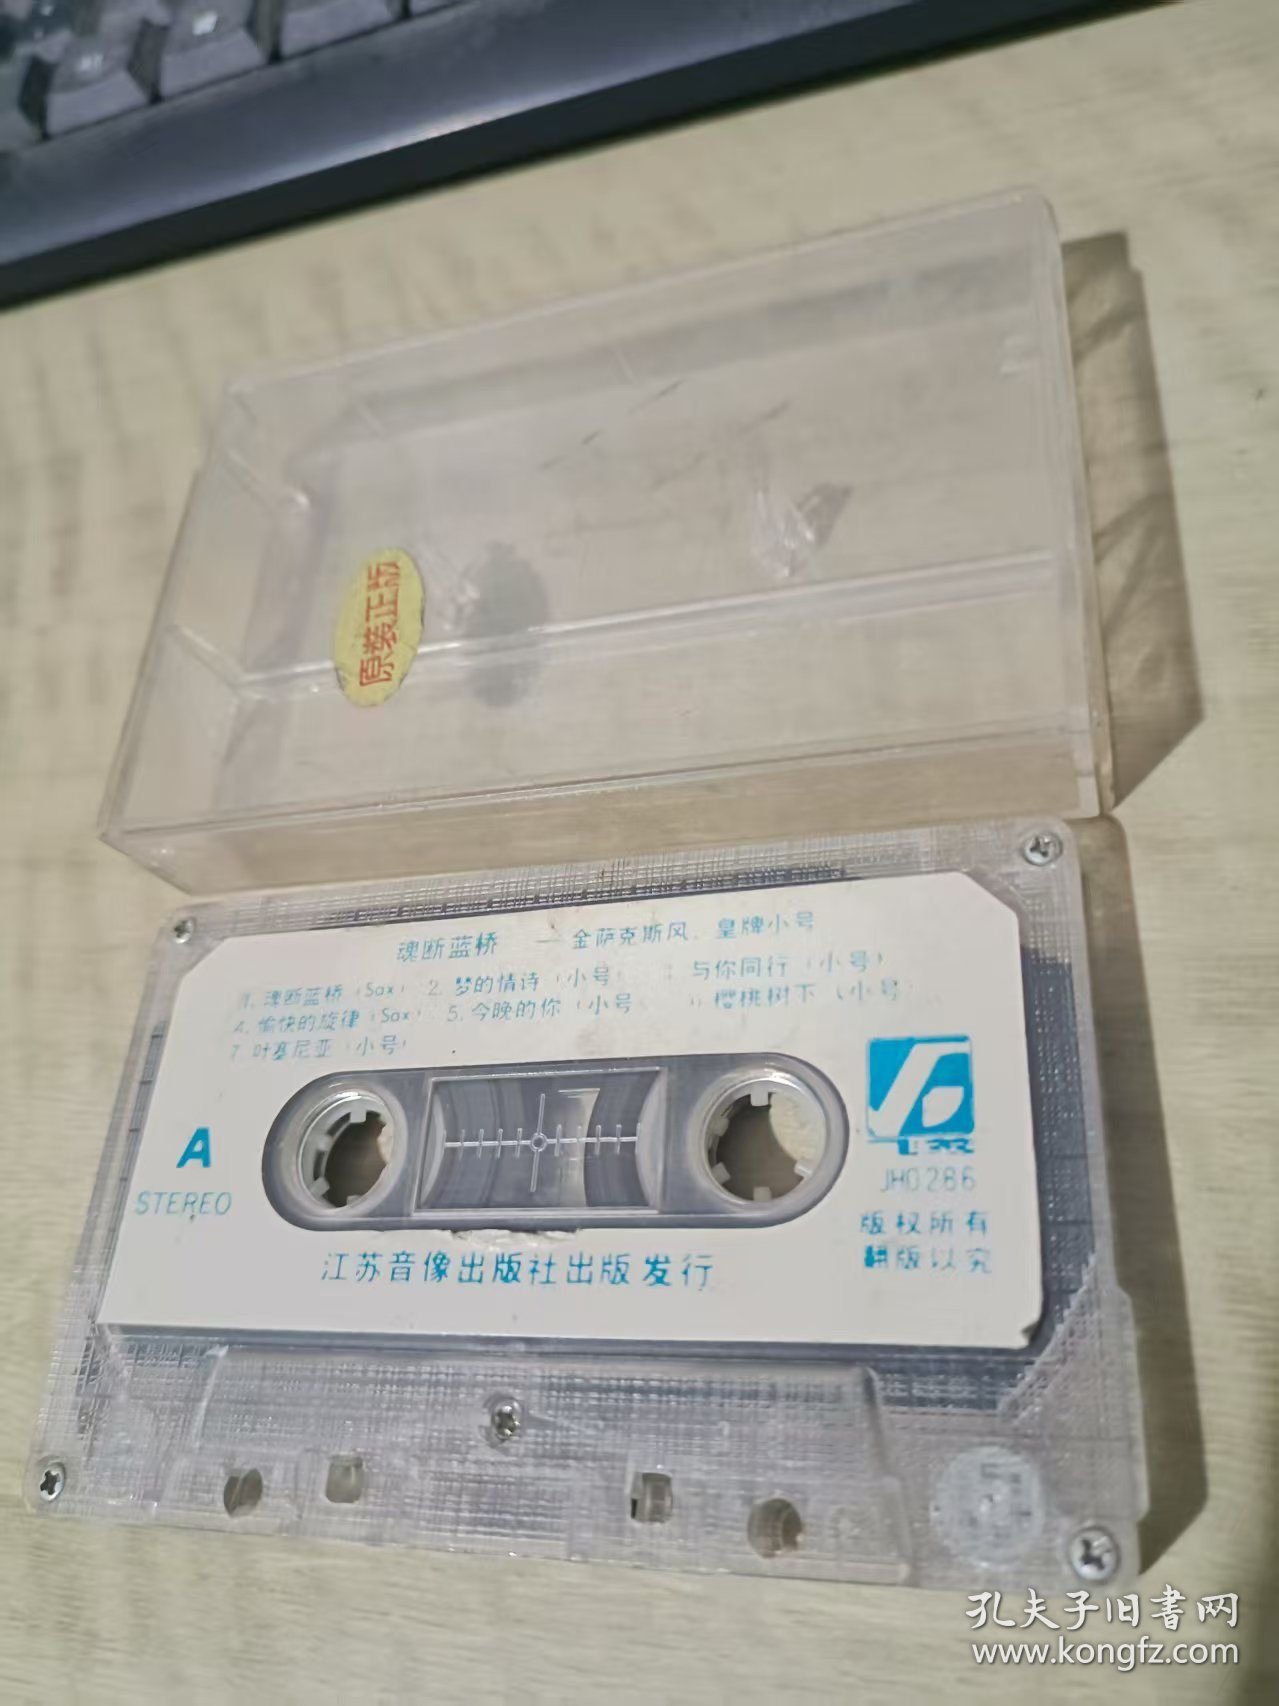 原装正版
魂断蓝桥 —金萨克斯风、皇牌小号
1. 魂断蓝桥(Sax) 2. 梦的情诗(小号) 与你同行(小号)
4. 愉快的旋律(Sax) 5. 今晚的你(小号 樱桃树下(小号)
7. 叶塞尼亚(小号)
A
STEREO
JH0286
版权所有
翻版以究
江苏音像出版社出版发行
孔夫子旧書网
www.kongfz.com